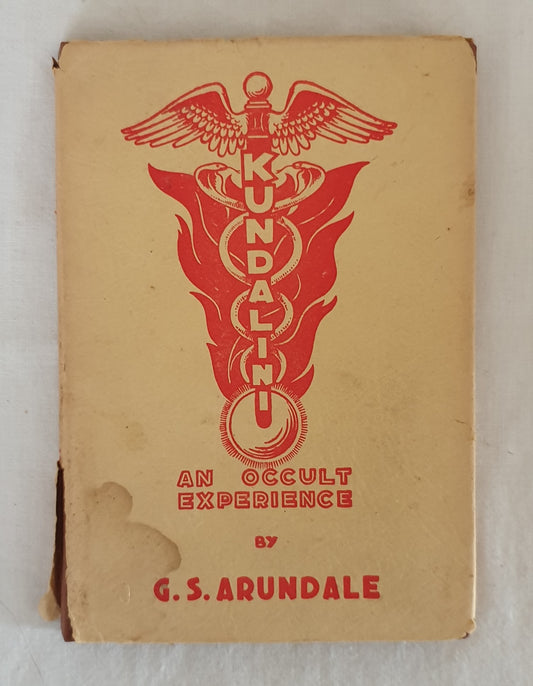 KUNDALINI
AN OCCULT
EXPERIENCE
BY
G. S. ARUNDALE